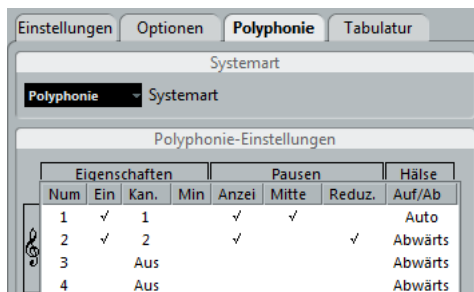 Einstellungen Optionen Polyphonie Tabulatur
Systemart
Polyphonie Systemart
Polyphonie-Einstellungen
Eigenschaften Pausen Hälse
Num Ein Kan. Min Anzei Mitte Reduz. Auf/Ab
1 √ 1 √ √ Auto
2 √ 2 √ √ Abwärts
3 Aus Abwärts
4 Aus Abwärts